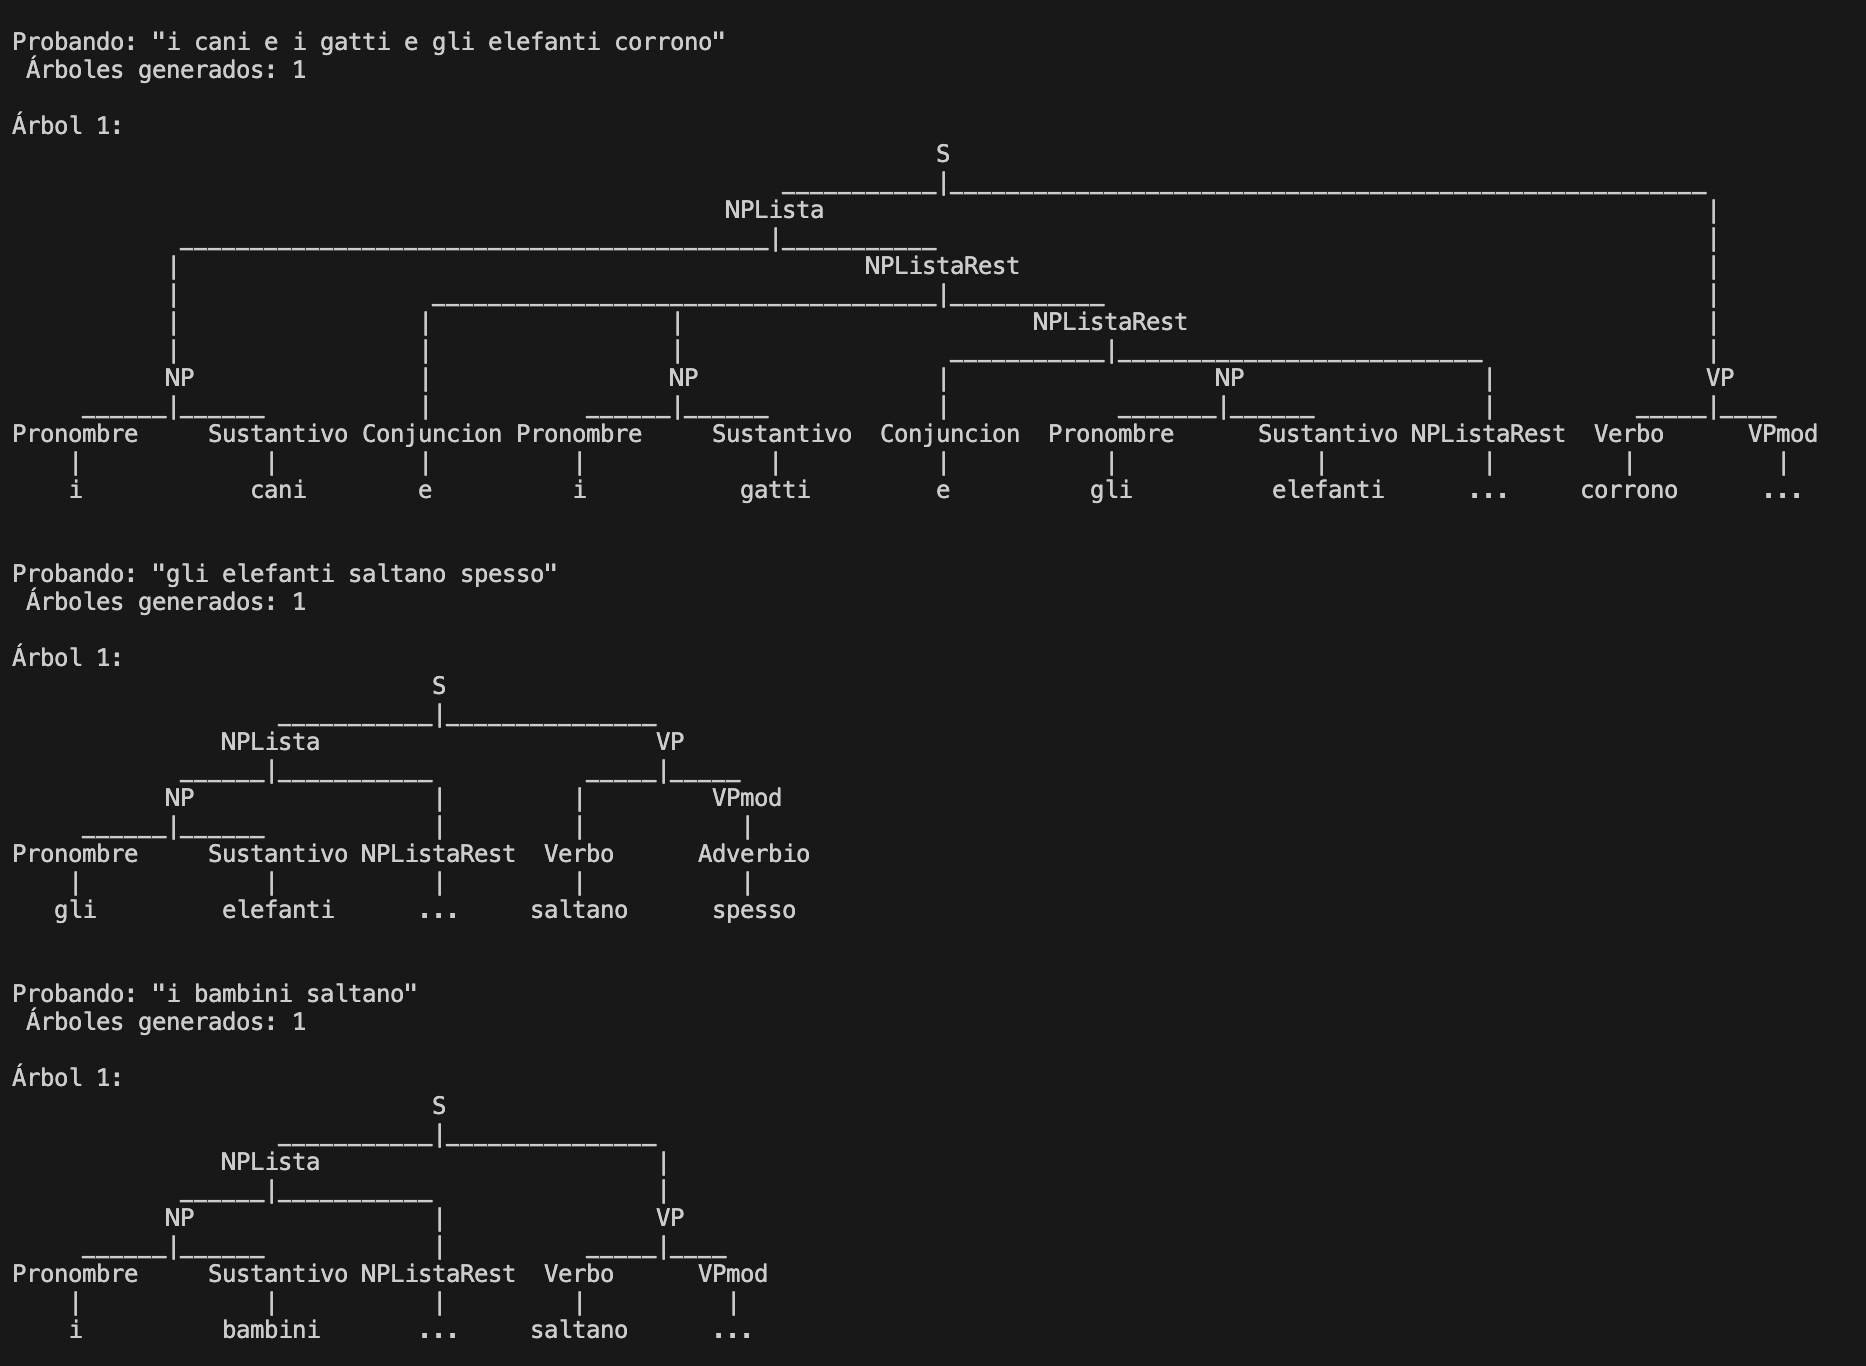 Probando: "i cani e i gatti e gli elefanti corrono"
Árboles generados: 1
Árbol 1:
S
NPLista
NPListaRest
NPListaRest
NP NP NP VP
Pronombre Sustantivo Conjuncion Pronombre Sustantivo Conjuncion Pronombre Sustantivo NPListaRest Verbo VPmod
i cani e i gatti e gli elefanti ... corrono ...
Probando: "gli elefanti saltano spesso"
Árboles generados: 1
Árbol 1:
S
NPLista VP
NP VPmod
Pronombre Sustantivo NPListaRest Verbo Adverbio
gli elefanti ... saltano spesso
Probando: "i bambini saltano"
Árboles generados: 1
Árbol 1:
S
NPLista
NP VP
Pronombre Sustantivo NPListaRest Verbo VPmod
i bambini ... saltano ...